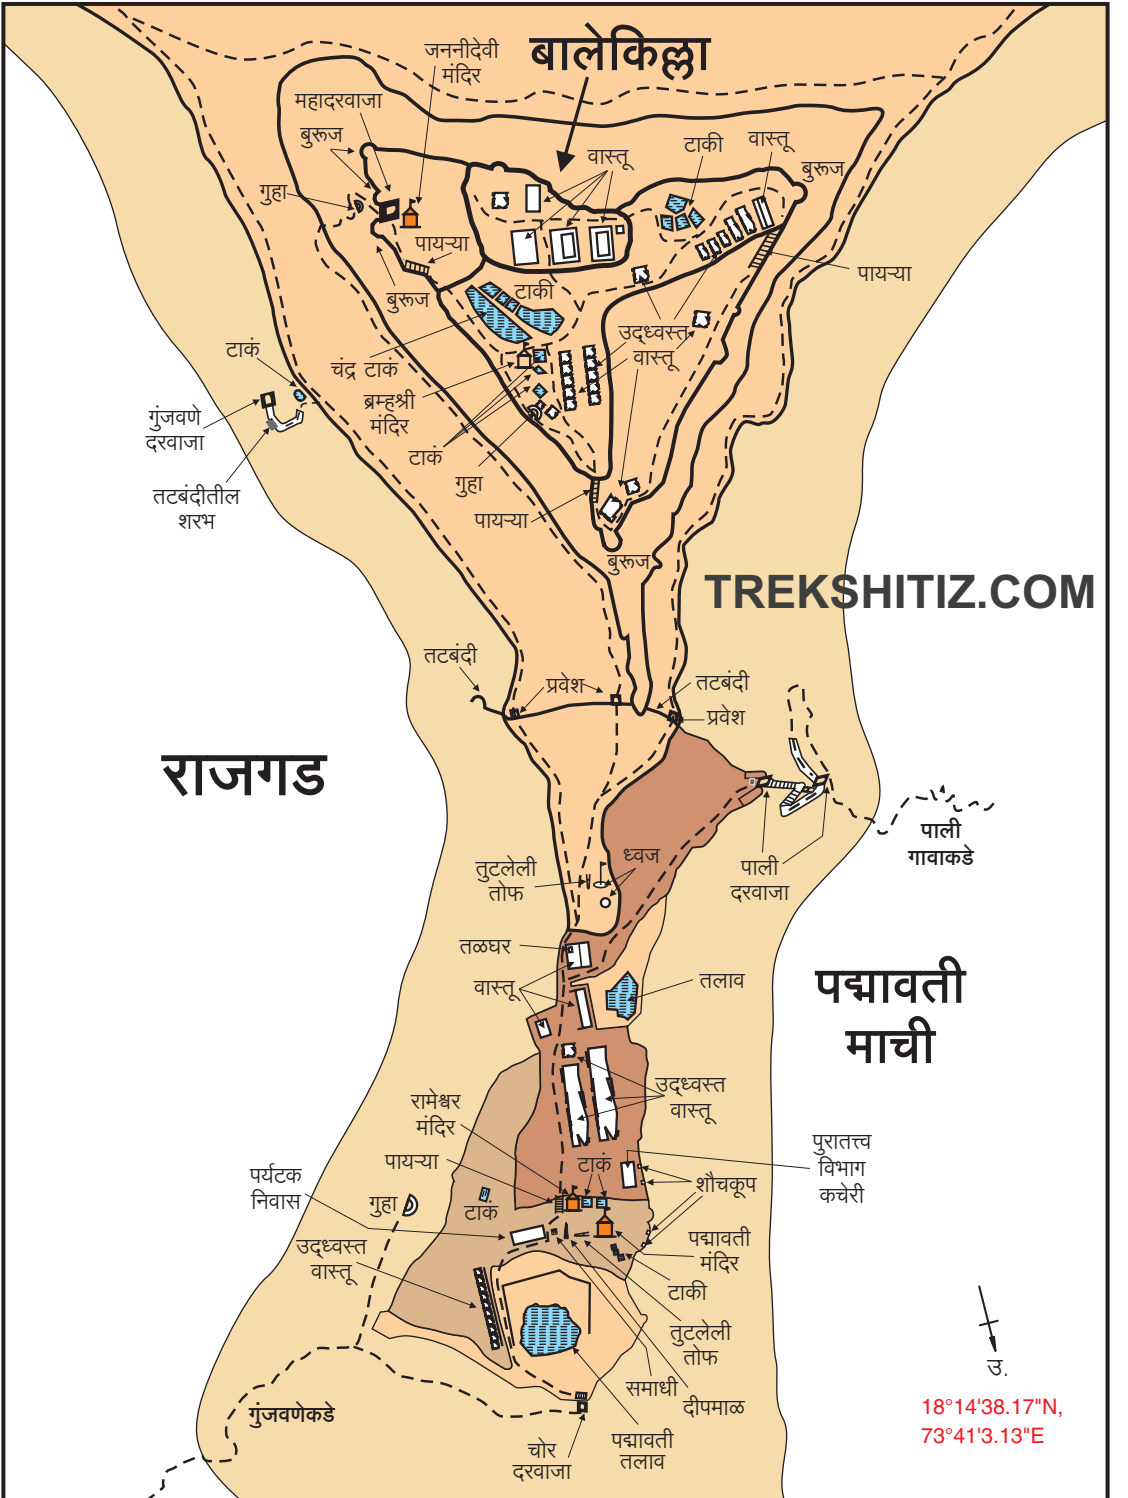 बालेकिल्ला
जननीदेवी
मंदिर
महादरवाजा
बुरूज
गुहा
वास्तू
टाकी
वास्तू
बुरूज
पायऱ्या
पायऱ्या
बुरूज
टाकी
उद्ध्वस्त
वास्तू
टाकं
चंद्र टाकं
ब्रम्हश्री
मंदिर
गुंजवणे
दरवाजा
टाकं
गुहा
तटबंदीतील
शरभ
पायऱ्या
बुरूज
TREKSHITIZ.COM
तटबंदी
प्रवेश
तटबंदी
प्रवेश
राजगड
पाली
गावाकडे
पाली
दरवाजा
ध्वज
तुटलेली
तोफ
तळघर
वास्तू
तलाव
पद्मावती
माची
उद्ध्वस्त
वास्तू
रामेश्वर
मंदिर
पुरातत्त्व
विभाग
कचेरी
पायऱ्या
टाकं
शौचकूप
पर्यटक
निवास
गुहा
टाकं
उद्ध्वस्त
वास्तू
पद्मावती
मंदिर
टाकी
तुटलेली
तोफ
समाधी
दीपमाळ
गुंजवणेकडे
चोर
दरवाजा
पद्मावती
तलाव
उ.
18°14'38.17"N,
73°41'3.13"E